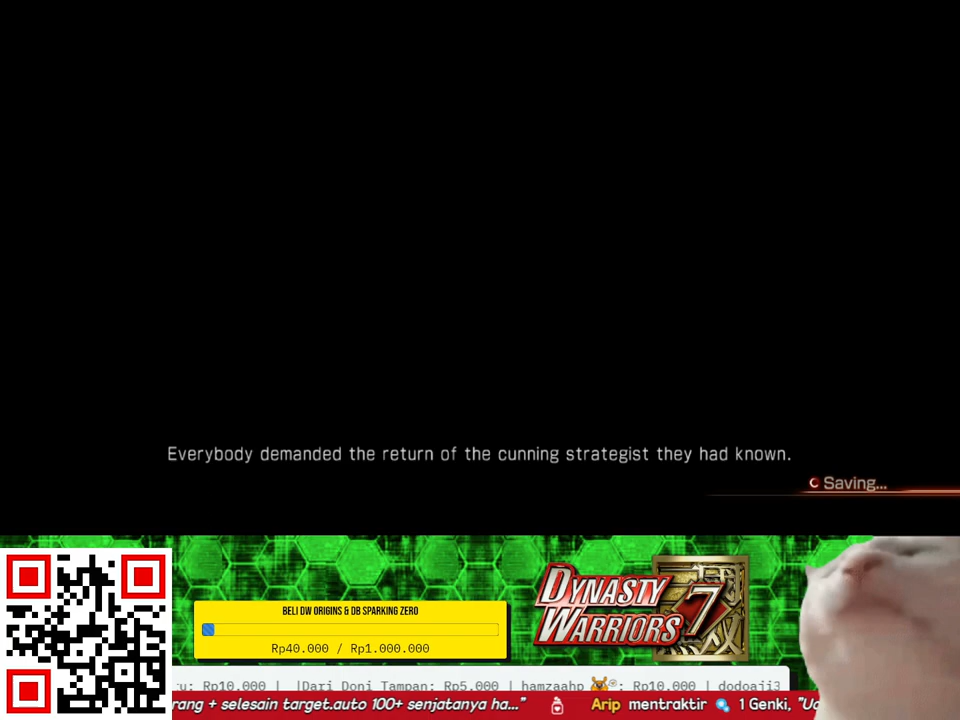 Everybody demanded the return of the cunning strategist they had known.
Saving...
BELI DW ORIGINS & DB SPARKING ZERO
Rp40.000 / Rp1.000.000
DYNASTY WARRIORS 7
Rp10.000 | |Dari Doni Tampan: Rp5.000 | hamzaahp : Rp10.000 | dodoaji3
rang + selesain target.auto 100+ senjatanya ha..." Arip mentraktir 1 Genki, "Uc